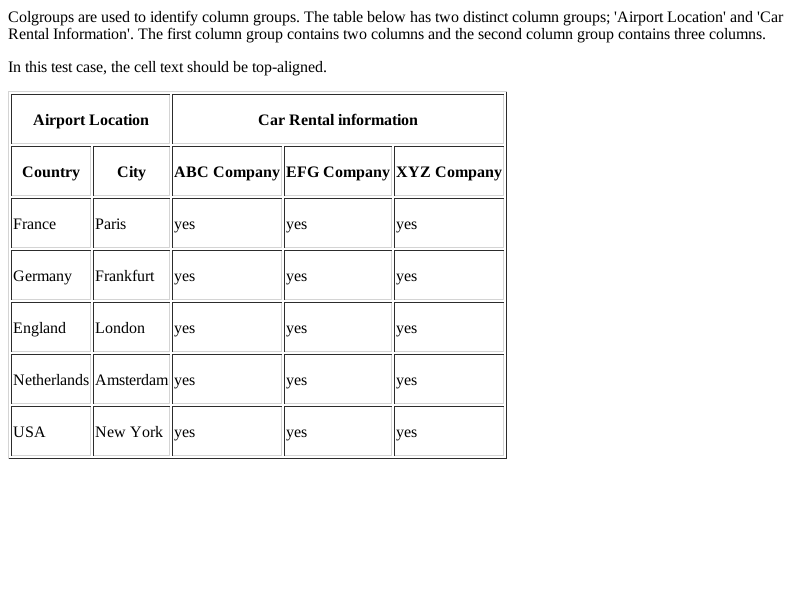 Colgroups are used to identify column groups. The table below has two distinct column groups; 'Airport Location' and 'Car
Rental Information'. The first column group contains two columns and the second column group contains three columns.
In this test case, the cell text should be top-aligned.
Airport Location Car Rental information
Country City ABC Company EFG Company XYZ Company
France Paris yes yes yes
Germany Frankfurt yes yes yes
England London yes yes yes
Netherlands Amsterdam yes yes yes
USA New York yes yes yes